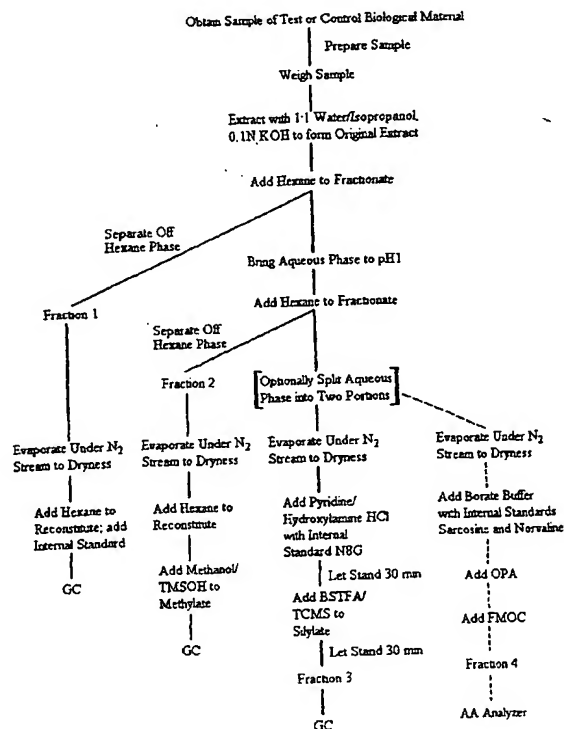 Obtain Sample of Test or Control Biological Material
Prepare Sample
Weigh Sample
Extract with 1·1 Water/Isopropanol,
0.1N KOH to form Original Extract
Add Hexane to Fractionate
Separate Off
Hexane Phase
Bring Aqueous Phase to pH1
Fraction 1
Add Hexane to Fractionate
Separate Off
Hexane Phase
Fraction 2
[Optionally Split Aqueous
Phase into Two Portions]
Evaporate Under N2
Stream to Dryness
Add Hexane to
Reconstitute; add
Internal Standard
GC
Evaporate Under N2
Stream to Dryness
Add Hexane to
Reconstitute
Add Methanol/
TMSOH to
Methylate
GC
Evaporate Under N2
Stream to Dryness
Add Pyridine/
Hydroxylamine HCl
with Internal
Standard N8G
Let Stand 30 min
Add BSTFA/
TCMS to
Silylate
Let Stand 30 min
Fraction 3
GC
Evaporate Under N2
Stream to Dryness
Add Borate Buffer
with Internal Standards
Sarcosine and Norvaline
Add OPA
Add FMOC
Fraction 4
AA Analyzer